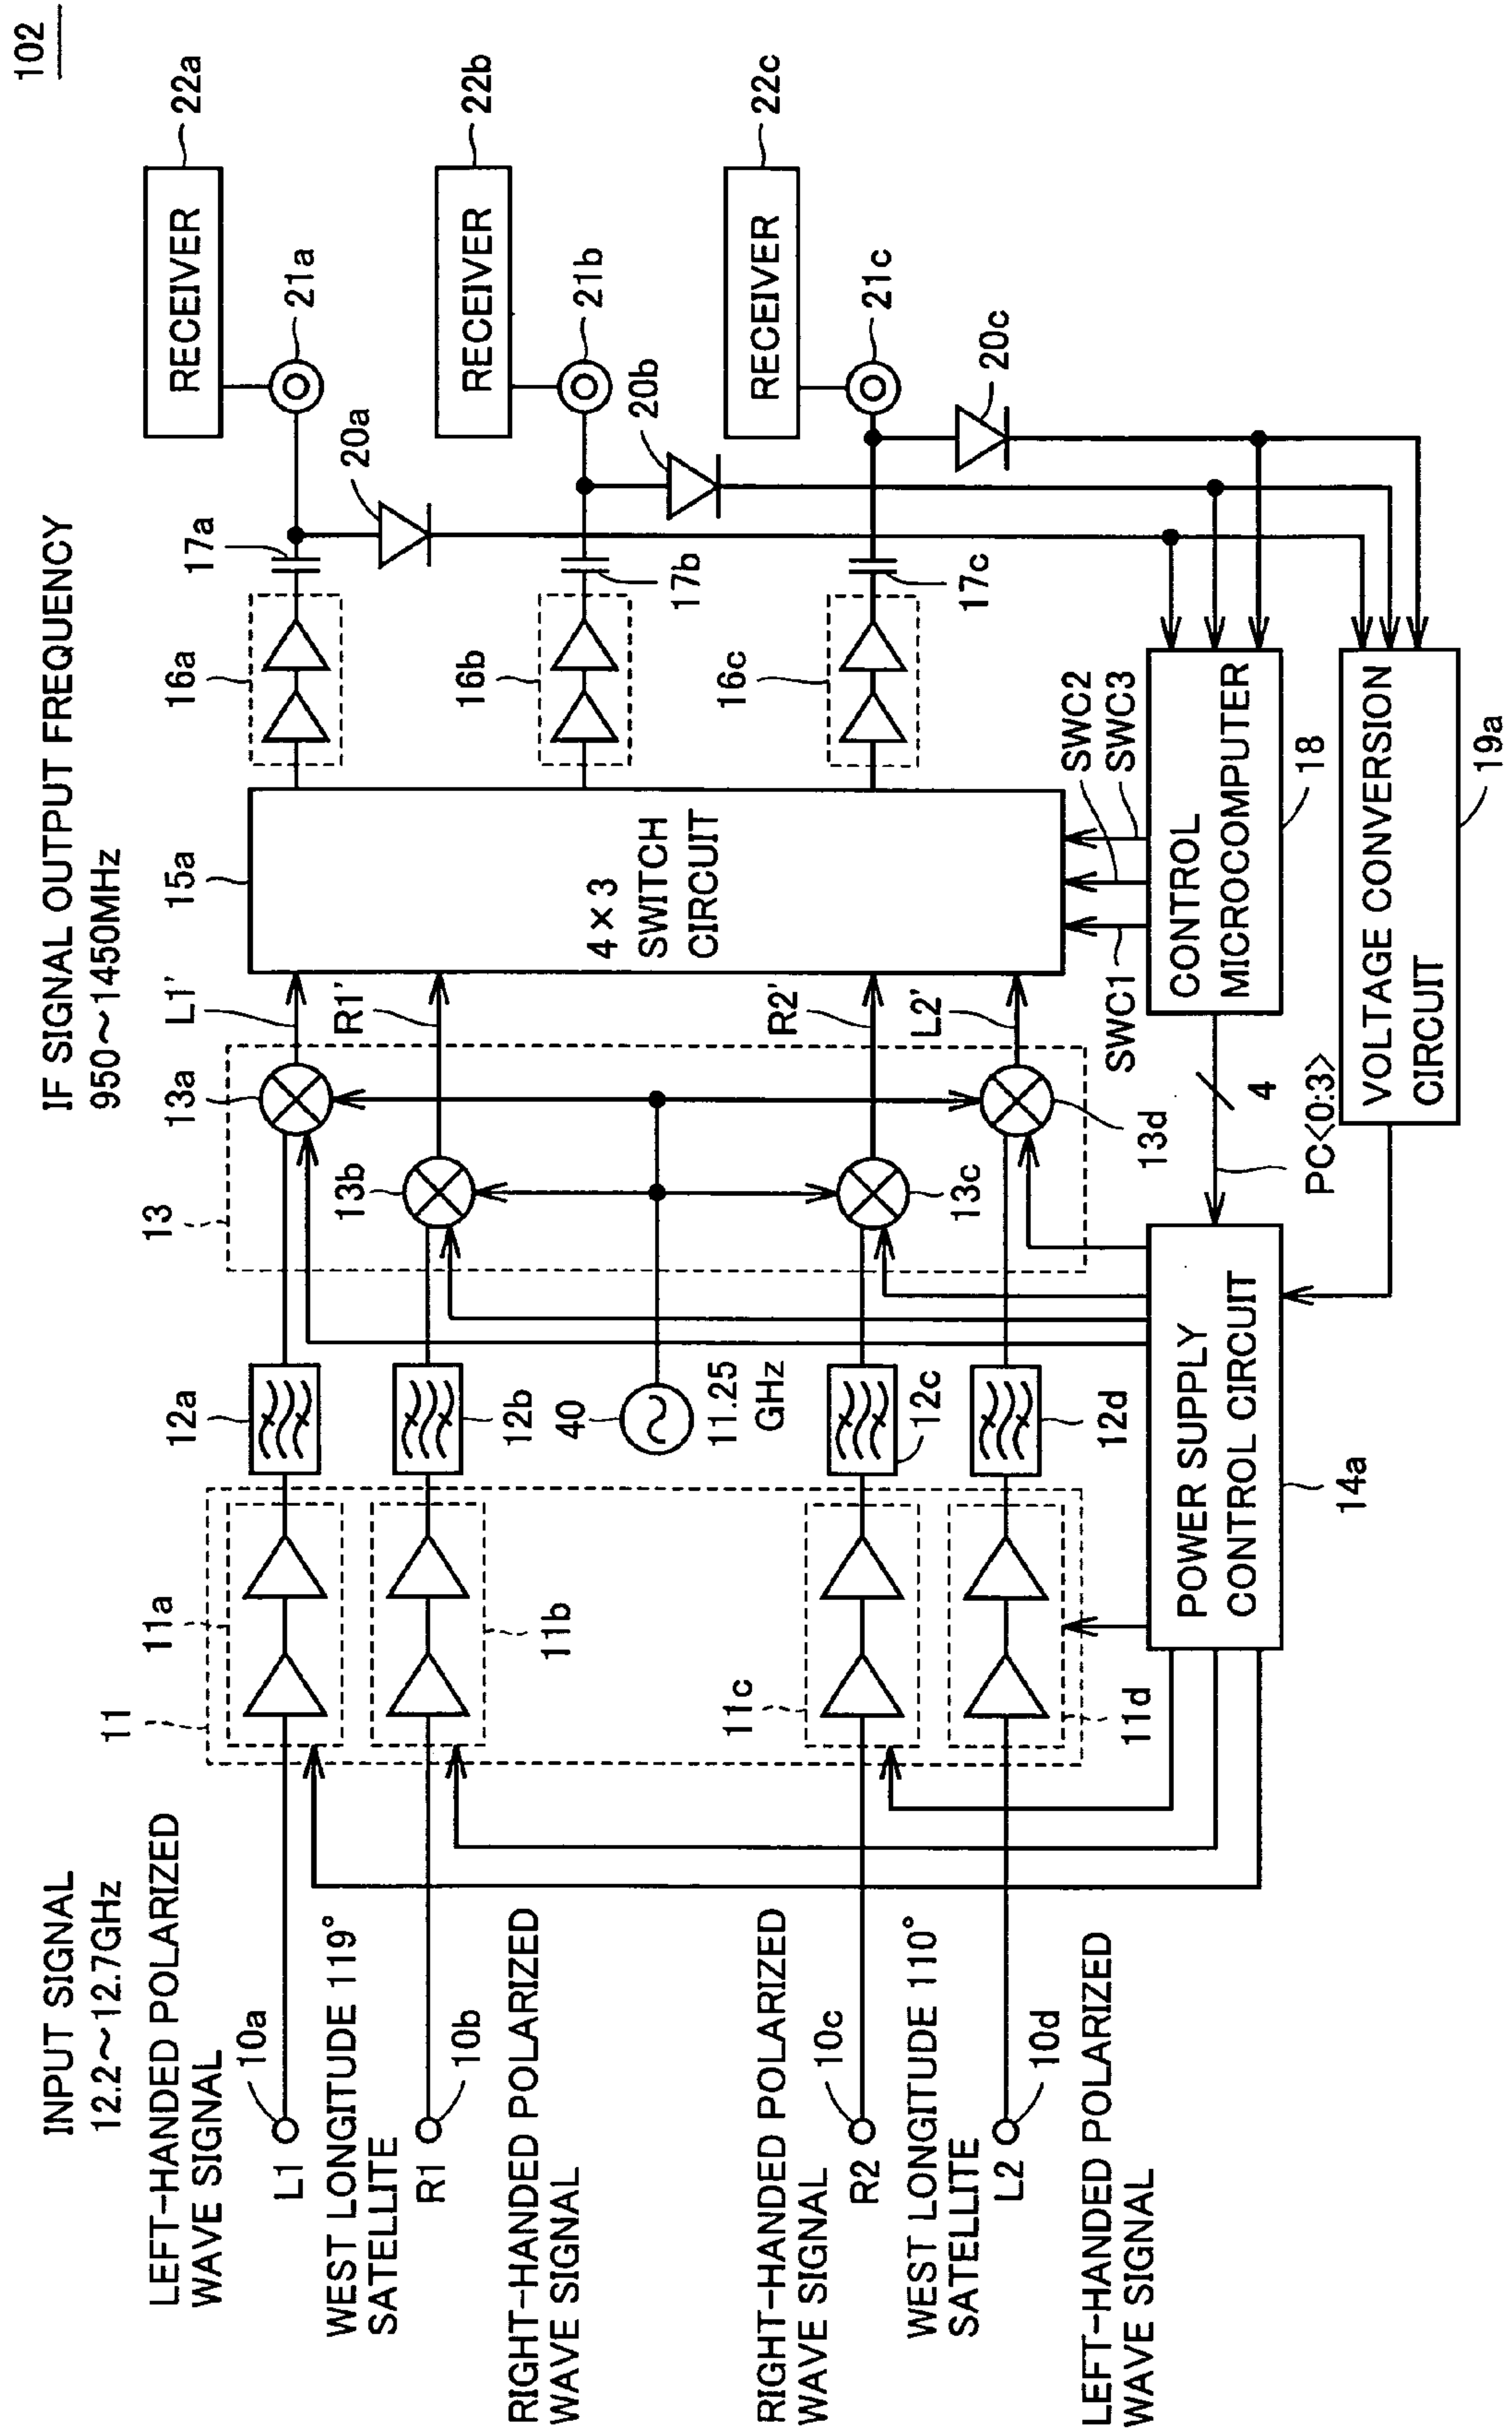 102
INPUT SIGNAL
12.2～12.7GHz
IF SIGNAL OUTPUT FREQUENCY
950～1450MHz
LEFT-HANDED POLARIZED
WAVE SIGNAL
10a
L1
WEST LONGITUDE 119°
SATELLITE
R1
10b
RIGHT-HANDED POLARIZED
WAVE SIGNAL
RIGHT-HANDED POLARIZED
WAVE SIGNAL
10c
R2
WEST LONGITUDE 110°
SATELLITE
L2
10d
LEFT-HANDED POLARIZED
WAVE SIGNAL
11
11a
11b
11c
11d
12a
12b
40
11.25
GHz
12c
12d
13
13a
13b
13c
13d
L1'
R1'
R2'
L2'
15a
4×3
SWITCH
CIRCUIT
16a
16b
16c
17a
17b
17c
20a
20b
20c
21a
21b
21c
RECEIVER
22a
RECEIVER
22b
RECEIVER
22c
SWC1
SWC2
SWC3
POWER SUPPLY
CONTROL CIRCUIT
14a
4
PC<0:3>
CONTROL
MICROCOMPUTER
18
VOLTAGE CONVERSION
CIRCUIT
19a